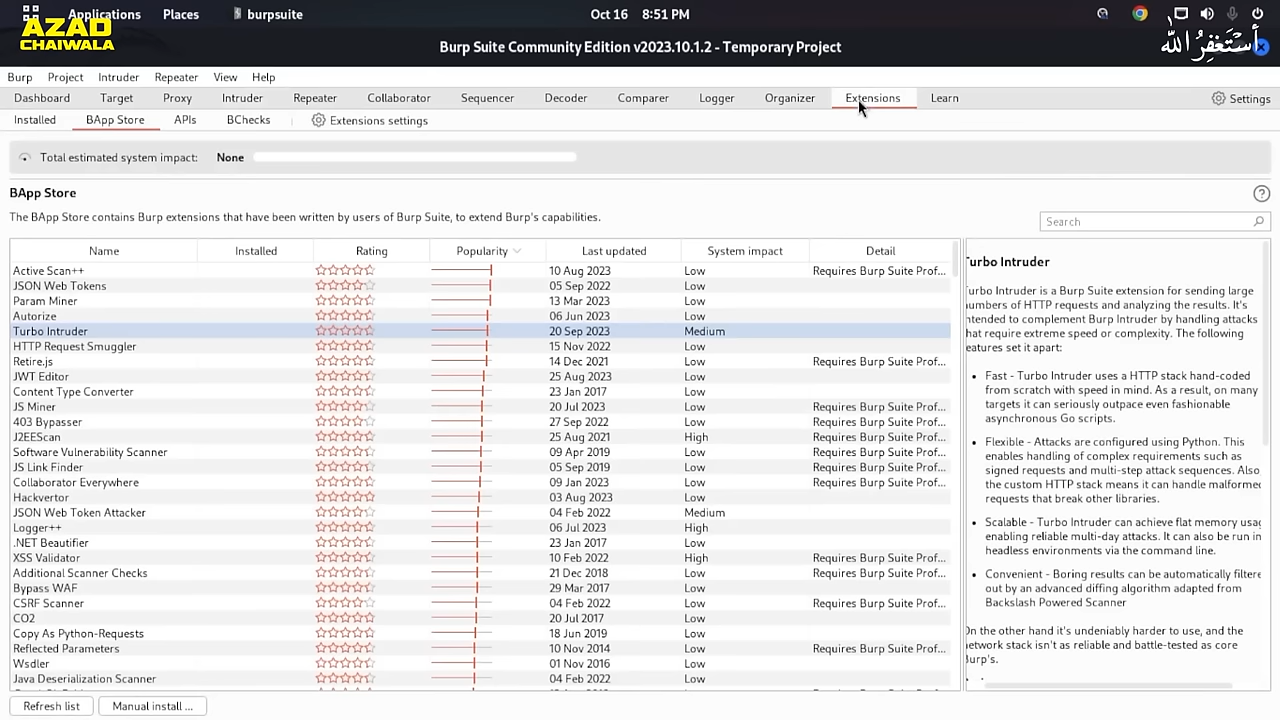 Applications Places burpsuite Oct 16 8:51 PM
AZAD
CHAIWALA
Burp Suite Community Edition v2023.10.1.2 - Temporary Project
أستغفر الله
Burp Project Intruder Repeater View Help
Dashboard Target Proxy Intruder Repeater Collaborator Sequencer Decoder Comparer Logger Organizer Extensions Learn Settings
Installed BApp Store APIs BChecks Extensions settings
Total estimated system impact: None
BApp Store
The BApp Store contains Burp extensions that have been written by users of Burp Suite, to extend Burp's capabilities.
Search
Name Installed Rating Popularity Last updated System impact Detail
Active Scan++ 10 Aug 2023 Low Requires Burp Suite Prof...
JSON Web Tokens 05 Sep 2022 Low
Param Miner 13 Mar 2023 Low
Autorize 06 Jun 2023 Low
Turbo Intruder 20 Sep 2023 Medium
HTTP Request Smuggler 15 Nov 2022 Low
Retire.js 14 Dec 2021 Low Requires Burp Suite Prof...
JWT Editor 25 Aug 2023 Low
Content Type Converter 23 Jan 2017 Low
JS Miner 20 Jul 2023 Low Requires Burp Suite Prof...
403 Bypasser 27 Sep 2022 Low Requires Burp Suite Prof...
J2EEScan 25 Aug 2021 High Requires Burp Suite Prof...
Software Vulnerability Scanner 09 Apr 2019 Low Requires Burp Suite Prof...
JS Link Finder 05 Sep 2019 Low Requires Burp Suite Prof...
Collaborator Everywhere 09 Jan 2023 Low Requires Burp Suite Prof...
Hackvertor 03 Aug 2023 Low
JSON Web Token Attacker 04 Feb 2022 Medium
Logger++ 06 Jul 2023 High
.NET Beautifier 23 Jan 2017 Low
XSS Validator 10 Feb 2022 High Requires Burp Suite Prof...
Additional Scanner Checks 21 Dec 2018 Low Requires Burp Suite Prof...
Bypass WAF 29 Mar 2017 Low
CSRF Scanner 04 Feb 2022 Low Requires Burp Suite Prof...
CO2 20 Jul 2017 Low
Copy As Python-Requests 18 Jun 2019 Low
Reflected Parameters 10 Nov 2014 Low Requires Burp Suite Prof...
Wsdler 01 Nov 2016 Low
Java Deserialization Scanner 04 Feb 2022 Low
Turbo Intruder
Turbo Intruder is a Burp Suite extension for sending large
numbers of HTTP requests and analyzing the results. It's
intended to complement Burp Intruder by handling attacks
that require extreme speed or complexity. The following
features set it apart:
• Fast - Turbo Intruder uses a HTTP stack hand-coded
from scratch with speed in mind. As a result, on many
targets it can seriously outpace even fashionable
asynchronous Go scripts.
• Flexible - Attacks are configured using Python. This
enables handling of complex requirements such as
signed requests and multi-step attack sequences. Also,
the custom HTTP stack means it can handle malformed
requests that break other libraries.
• Scalable - Turbo Intruder can achieve flat memory usag
enabling reliable multi-day attacks. It can also be run in
headless environments via the command line.
• Convenient - Boring results can be automatically filtere
out by an advanced diffing algorithm adapted from
Backslash Powered Scanner
On the other hand it's undeniably harder to use, and the
network stack isn't as reliable and battle-tested as core
Burp's.
Refresh list Manual install ...